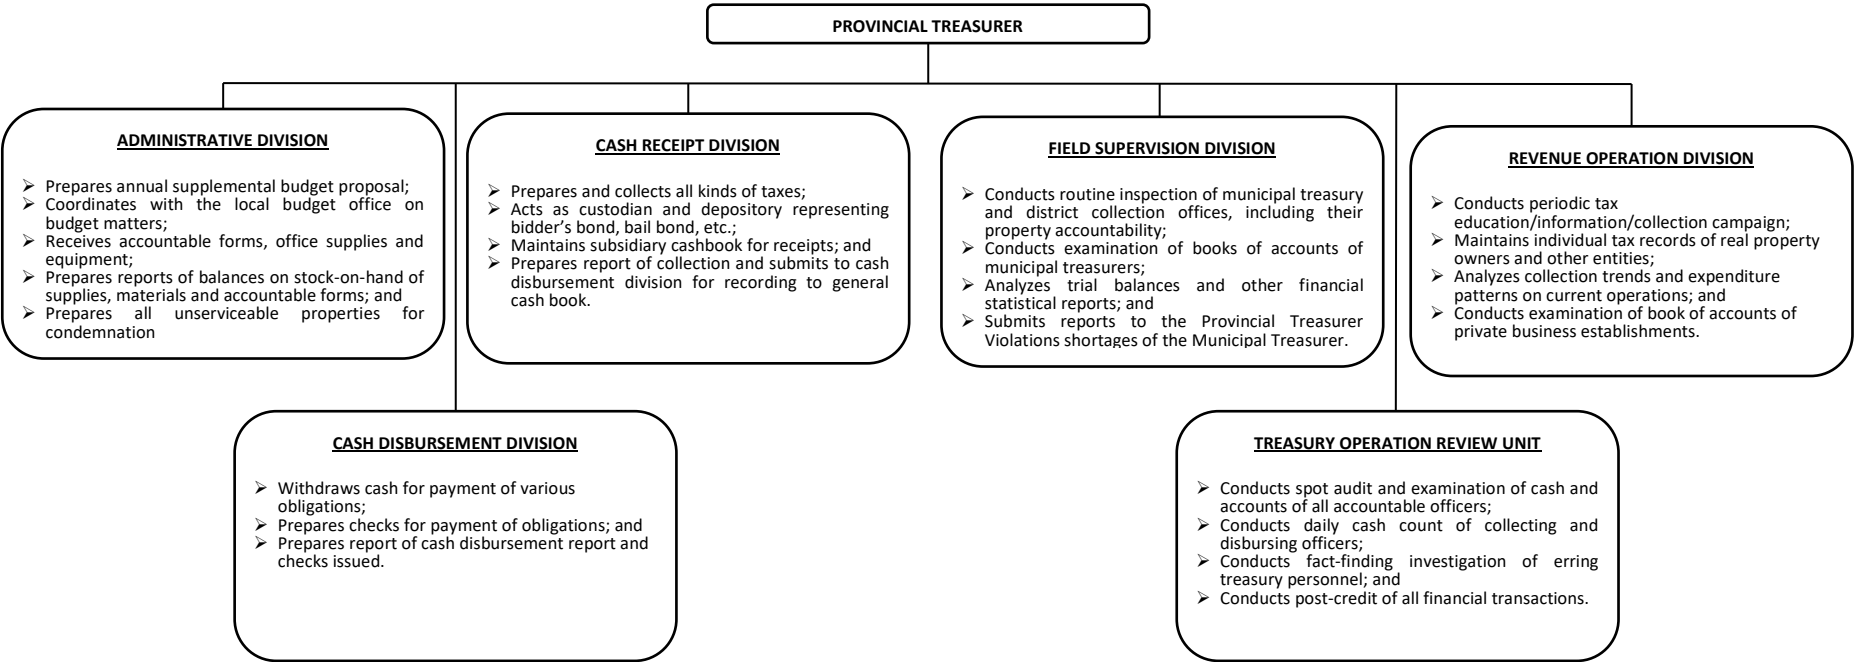 PROVINCIAL TREASURER
ADMINISTRATIVE DIVISION
➢ Prepares annual supplemental budget proposal;
➢ Coordinates with the local budget office on
budget matters;
➢ Receives accountable forms, office supplies and
equipment;
➢ Prepares reports of balances on stock-on-hand of
supplies, materials and accountable forms; and
➢ Prepares all unserviceable properties for
condemnation
CASH RECEIPT DIVISION
➢ Prepares and collects all kinds of taxes;
➢ Acts as custodian and depository representing
bidder’s bond, bail bond, etc.;
➢ Maintains subsidiary cashbook for receipts; and
➢ Prepares report of collection and submits to cash
disbursement division for recording to general
cash book.
FIELD SUPERVISION DIVISION
➢ Conducts routine inspection of municipal treasury
and district collection offices, including their
property accountability;
➢ Conducts examination of books of accounts of
municipal treasurers;
➢ Analyzes trial balances and other financial
statistical reports; and
➢ Submits reports to the Provincial Treasurer
Violations shortages of the Municipal Treasurer.
REVENUE OPERATION DIVISION
➢ Conducts periodic tax
education/information/collection campaign;
➢ Maintains individual tax records of real property
owners and other entities;
➢ Analyzes collection trends and expenditure
patterns on current operations; and
➢ Conducts examination of book of accounts of
private business establishments.
CASH DISBURSEMENT DIVISION
➢ Withdraws cash for payment of various
obligations;
➢ Prepares checks for payment of obligations; and
➢ Prepares report of cash disbursement report and
checks issued.
TREASURY OPERATION REVIEW UNIT
➢ Conducts spot audit and examination of cash and
accounts of all accountable officers;
➢ Conducts daily cash count of collecting and
disbursing officers;
➢ Conducts fact-finding investigation of erring
treasury personnel; and
➢ Conducts post-credit of all financial transactions.